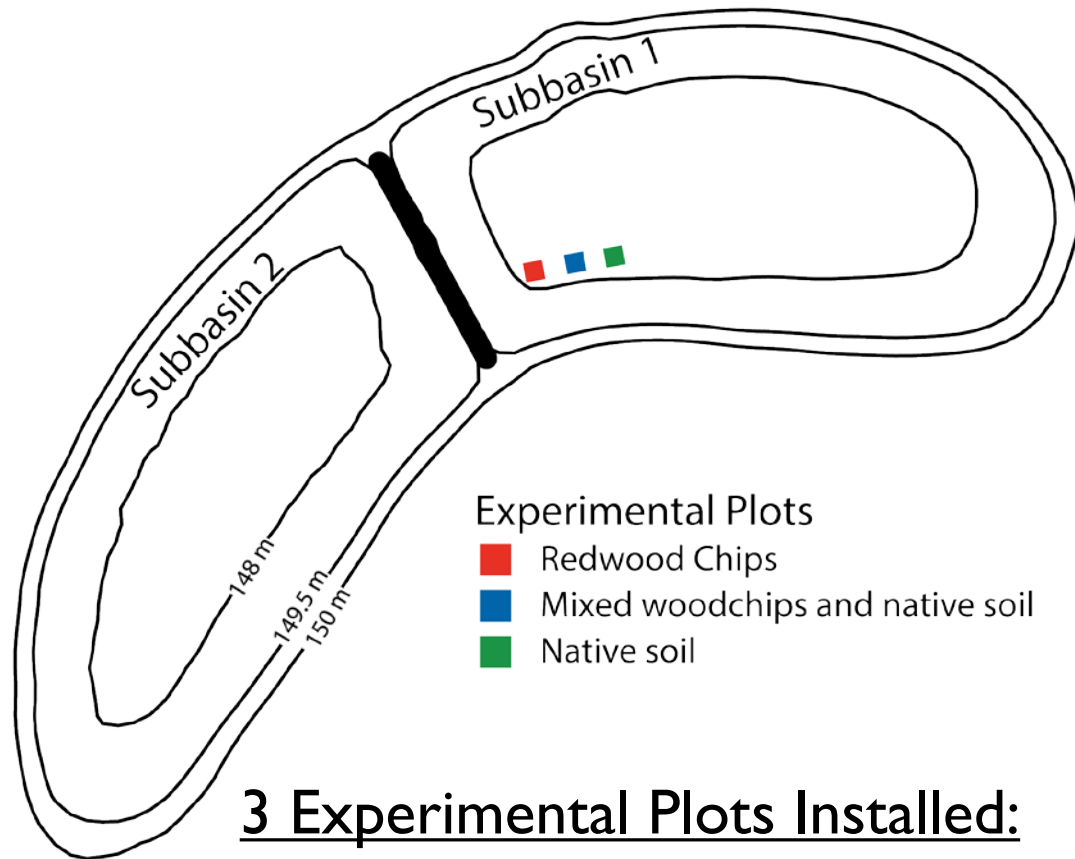 Subbasin 1
Subbasin 2
148 m
149.5 m
150 m
Experimental Plots
Redwood Chips
Mixed woodchips and native soil
Native soil
3 Experimental Plots Installed: